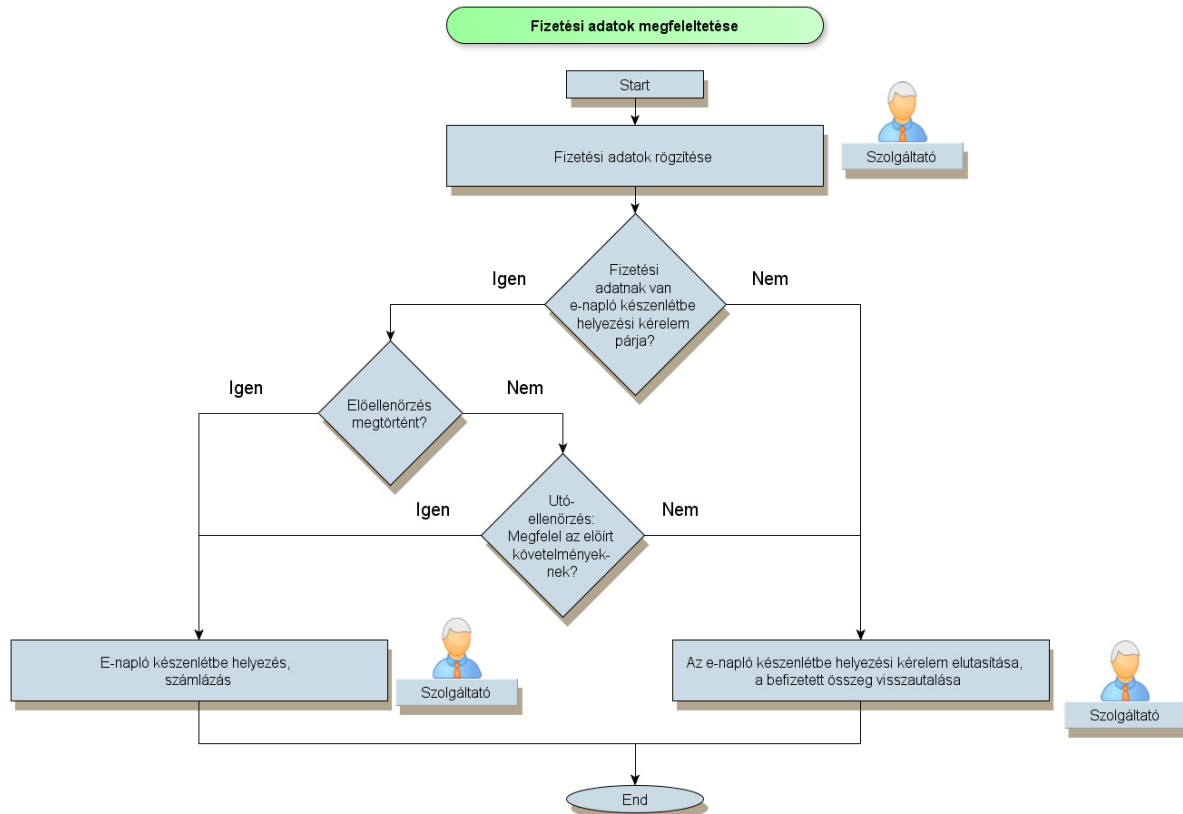 Fizetési adatok megfeleltetése
Start
Fizetési adatok rögzítése
Szolgáltató
Igen
Nem
Fizetési
adatnak van
e-napló készenlétbe
helyezési kérelem
párja?
Igen
Nem
Előellenőrzés
megtörtént?
Igen
Nem
Utó-
ellenőrzés:
Megfelel az előírt
követelmények-
nek?
E-napló készenlétbe helyezés,
számlázás
Szolgáltató
Az e-napló készenlétbe helyezési kérelem elutasítása,
a befizetett összeg visszautalása
Szolgáltató
End